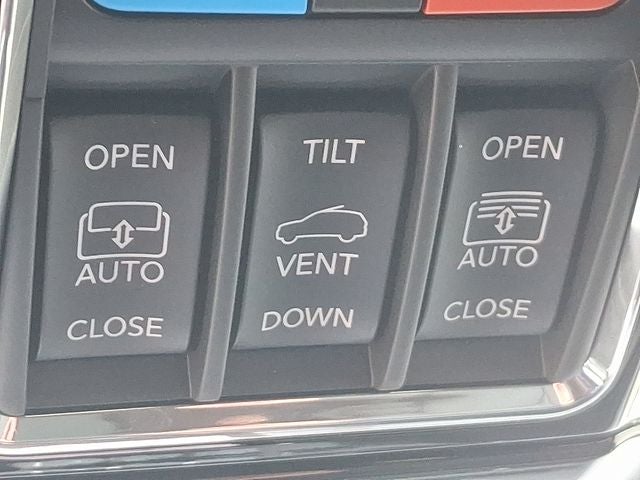 OPEN
AUTO
CLOSE
TILT
VENT
DOWN
OPEN
AUTO
CLOSE